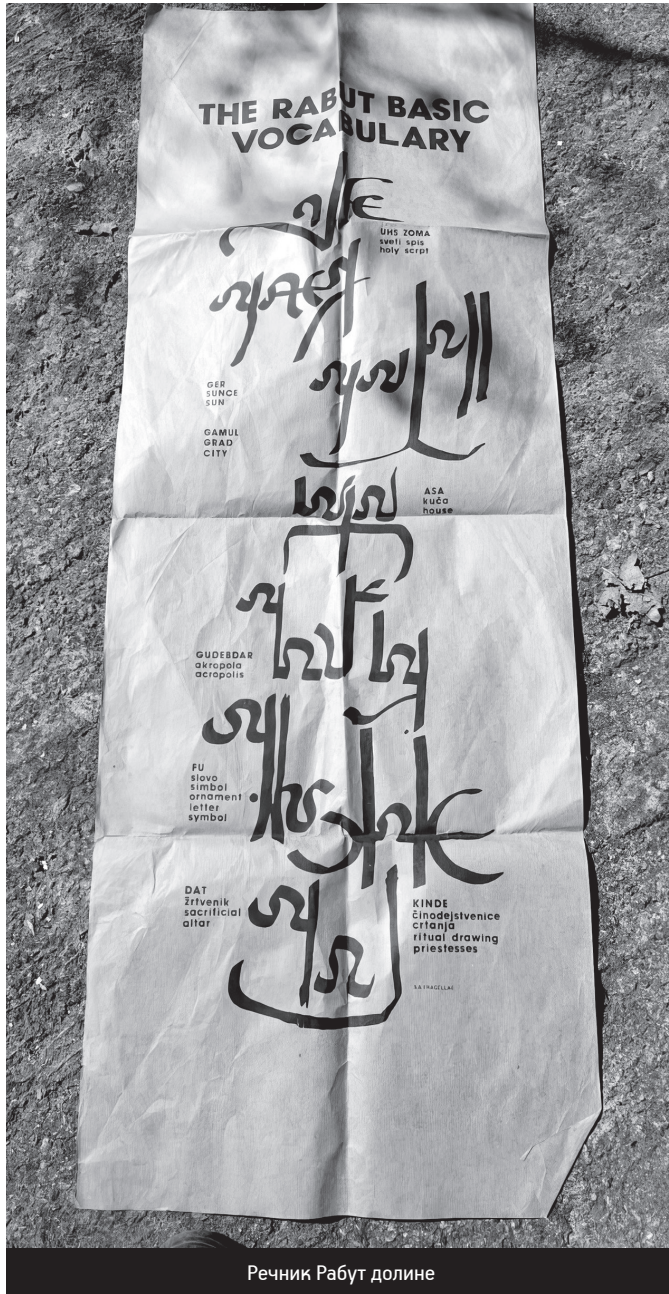 THE RABUT BASIC
VOCABULARY
UHS ZOMA
sveti spis
holy scrpt
GER
SUNCE
SUN
GAMUL
GRAD
CITY
ASA
kuća
house
GUDEBDAR
akropola
acropolis
FU
slovo
simbol
ornament
letter
symbol
DAT
žrtvenik
sacrificial
altar
KINDE
činodejstvenice
crtanja
ritual drawing
priestesses
Речник Рабут долине